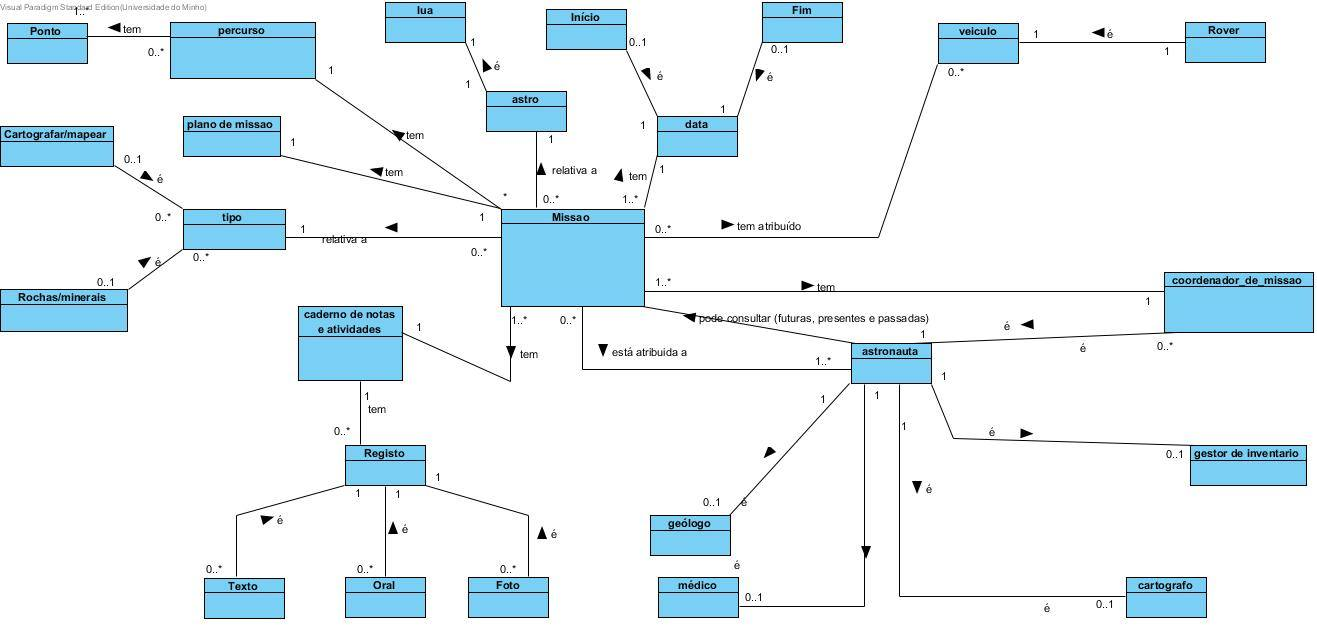 Visual Paradigm Standard Edition(Universidade do Minho)
1..*
Ponto
tem
0..*
percurso
1
lua
1
é
1
astro
1
relativa a
0..*
Início
0..1
é
1
Fim
0..1
é
1
data
1
tem
1..*
veiculo
0..*
1
é
1
Rover
Cartografar/mapear
0..1
é
0..*
plano de missao
1
tem
tem
*
1
tipo
0..*
1
relativa a
0..*
é
0..1
Rochas/minerais
Missao
0..*
tem atribuído
1..*
tem
1
coordenador_de_missao
pode consultar (futuras, presentes e passadas)
1
é
é
0..*
caderno de notas
e atividades
1
1..*
tem
0..*
está atribuida a
1..*
astronauta
1
tem
0..*
Registo
1
1
1
é
é
é
0..*
0..*
0..*
Texto
Oral
Foto
1
1
1
1
é
0..1
gestor de inventario
0..1
é
geólogo
é
médico
0..1
é
é
0..1
cartografo